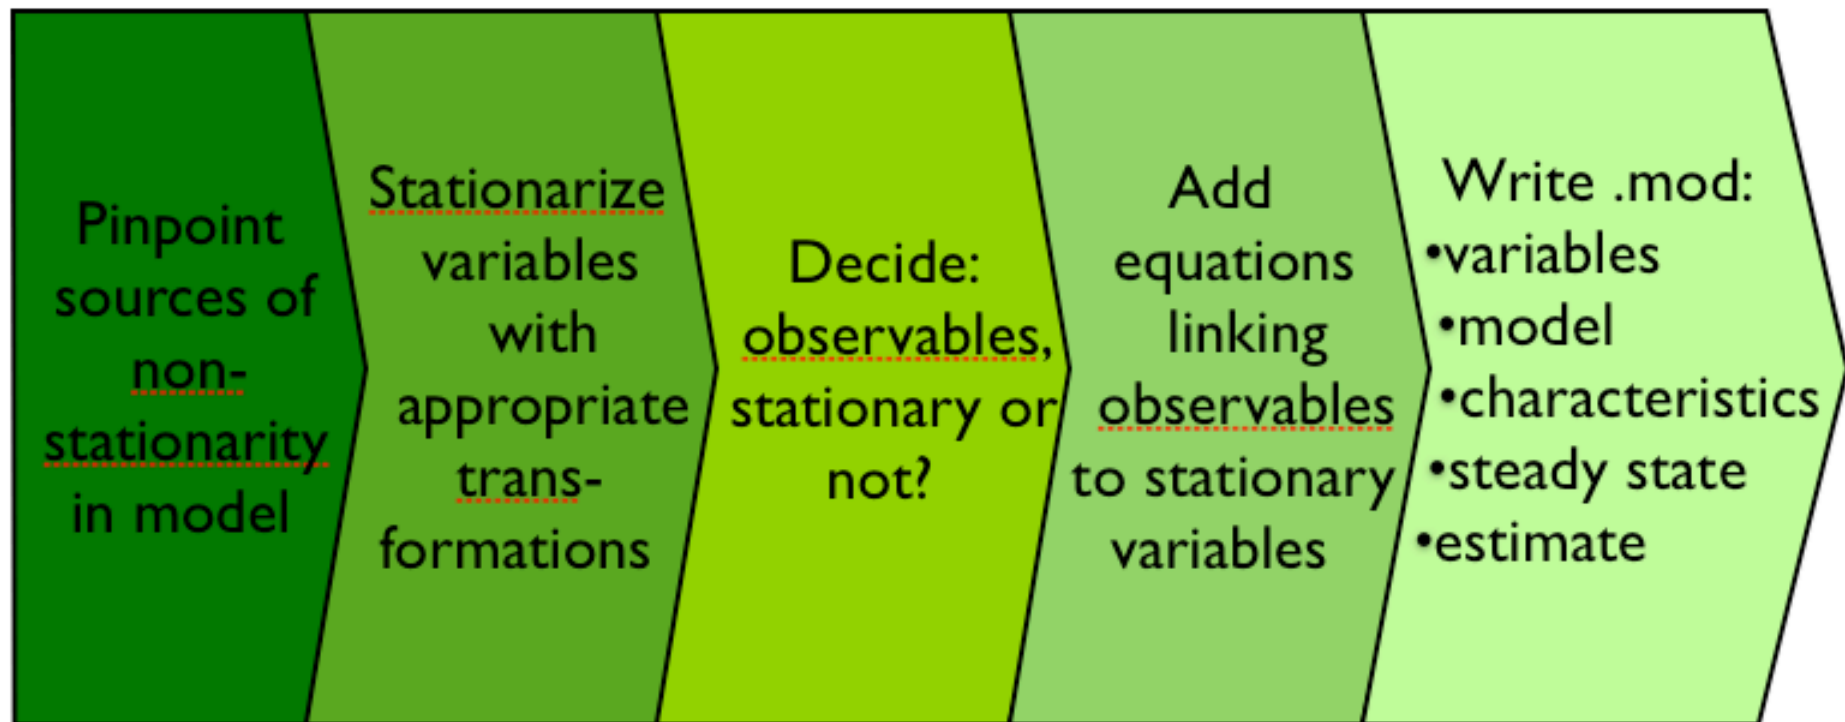 Pinpoint
sources of
non-
stationarity
in model
Stationarize
variables
with
appropriate
trans-
formations
Decide:
observables,
stationary or
not?
Add
equations
linking
observables
to stationary
variables
Write .mod:
•variables
•model
•characteristics
•steady state
•estimate